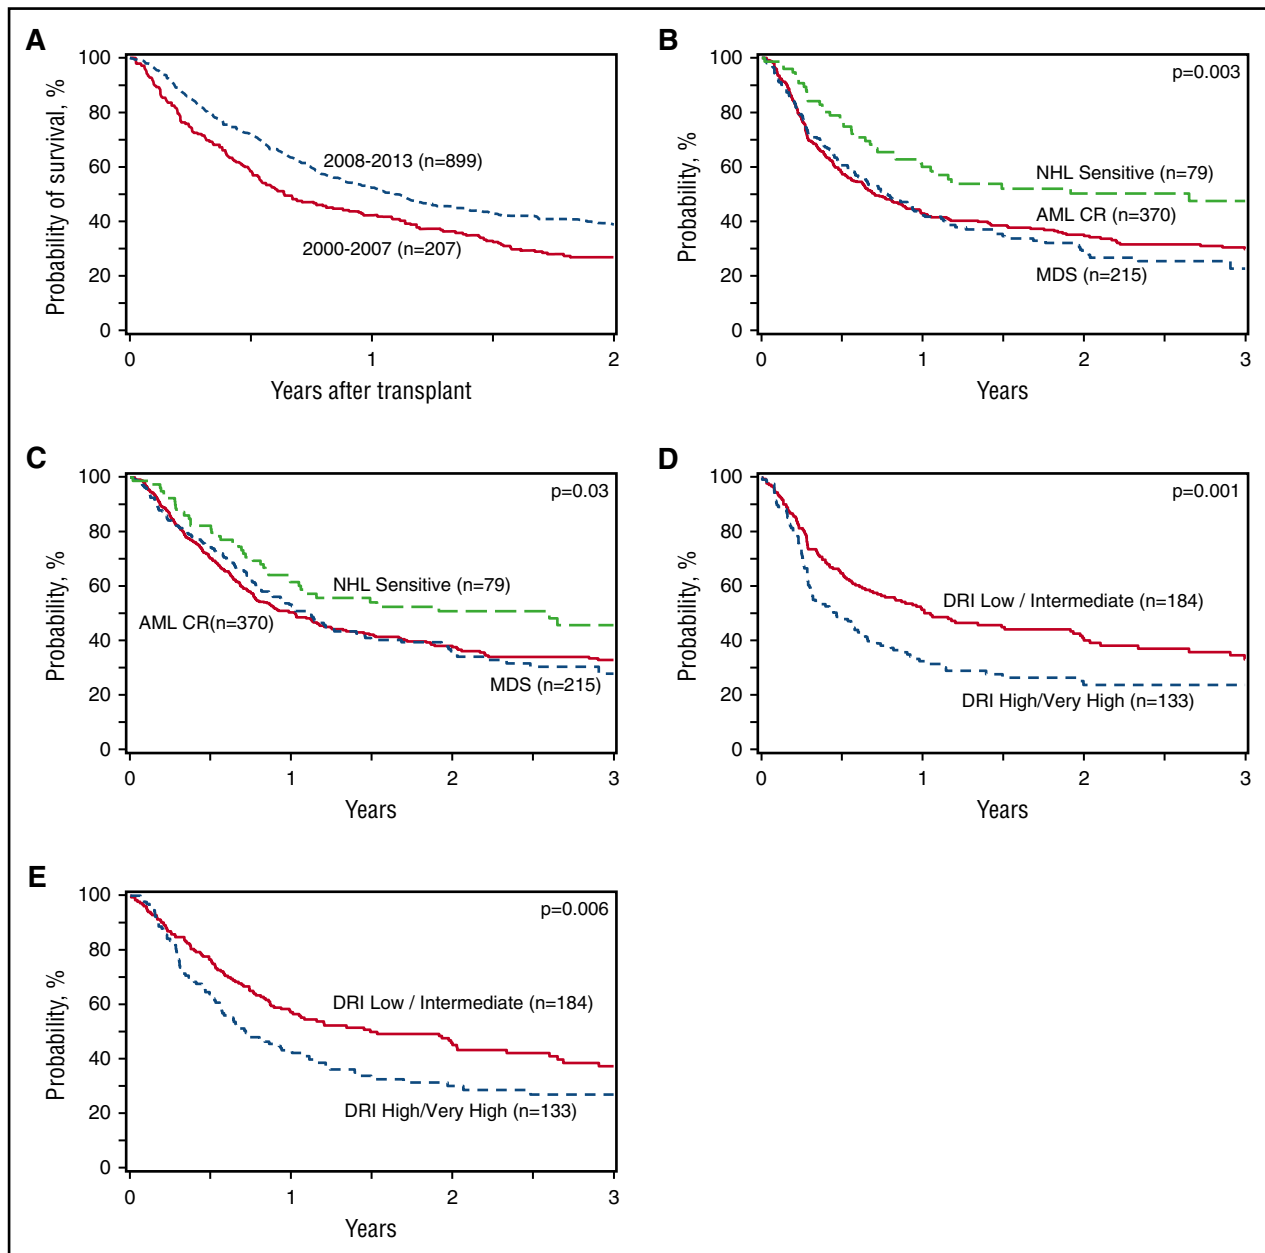 A
Probability of survival, %
100
80
60
40
20
0
2008-2013 (n=899)
2000-2007 (n=207)
0 1 2
Years after transplant
B
Probability, %
100
80
60
40
20
0
p=0.003
NHL Sensitive (n=79)
AML CR (n=370)
MDS (n=215)
0 1 2 3
Years
C
Probability, %
100
80
60
40
20
0
p=0.03
NHL Sensitive (n=79)
AML CR(n=370)
MDS (n=215)
0 1 2 3
Years
D
Probability, %
100
80
60
40
20
0
p=0.001
DRI Low / Intermediate (n=184)
DRI High/Very High (n=133)
0 1 2 3
Years
E
Probability, %
100
80
60
40
20
0
p=0.006
DRI Low / Intermediate (n=184)
DRI High/Very High (n=133)
0 1 2 3
Years